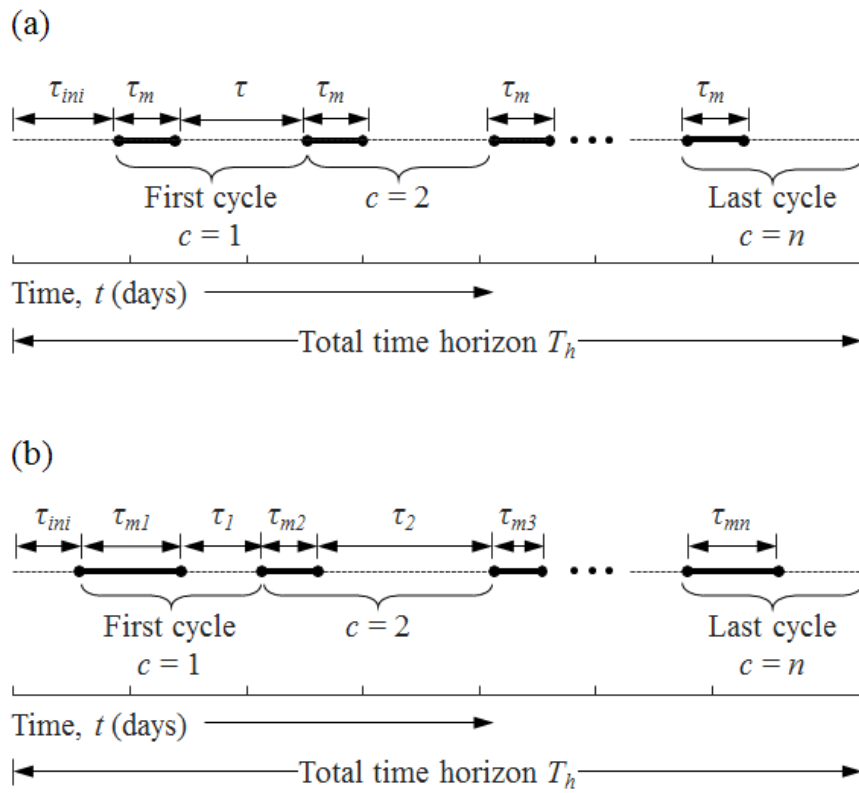 (a)
τini τm τ τm τm τm
First cycle c = 2 Last cycle
c = 1 c = n
Time, t (days)
Total time horizon Th
(b)
τini τm1 τ1 τm2 τ2 τm3 τmn
First cycle c = 2 Last cycle
c = 1 c = n
Time, t (days)
Total time horizon Th